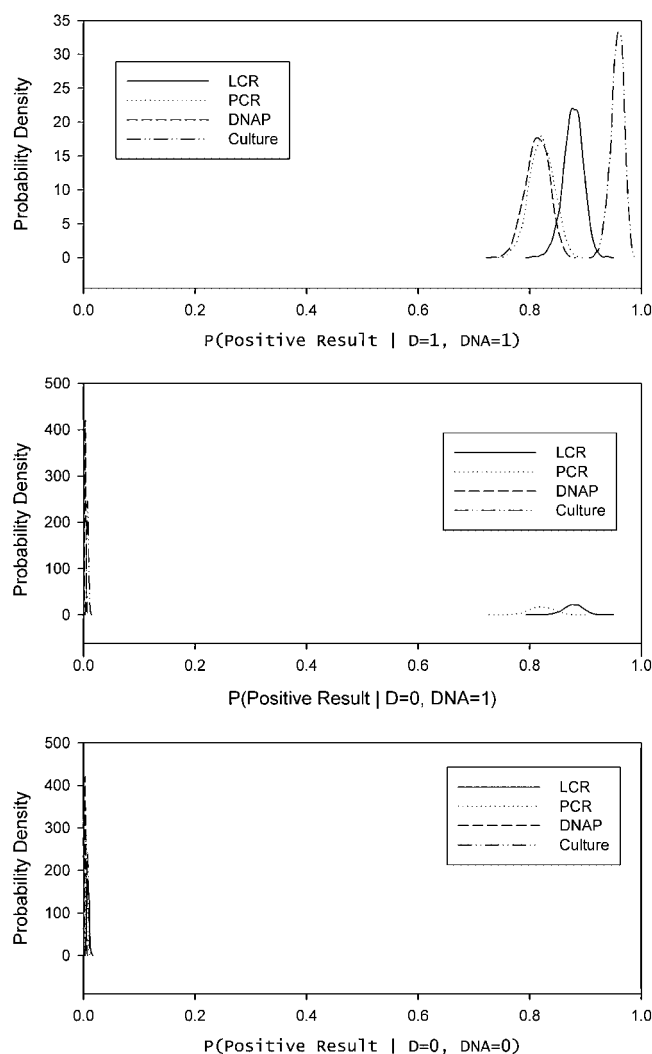 35
30
25
20
15
10
5
0
Probability Density
LCR
PCR
DNAP
Culture
0.0 0.2 0.4 0.6 0.8 1.0
P(Positive Result | D=1, DNA=1)
500
400
300
200
100
0
Probability Density
LCR
PCR
DNAP
Culture
0.0 0.2 0.4 0.6 0.8 1.0
P(Positive Result | D=0, DNA=1)
500
400
300
200
100
0
Probability Density
LCR
PCR
DNAP
Culture
0.0 0.2 0.4 0.6 0.8 1.0
P(Positive Result | D=0, DNA=0)